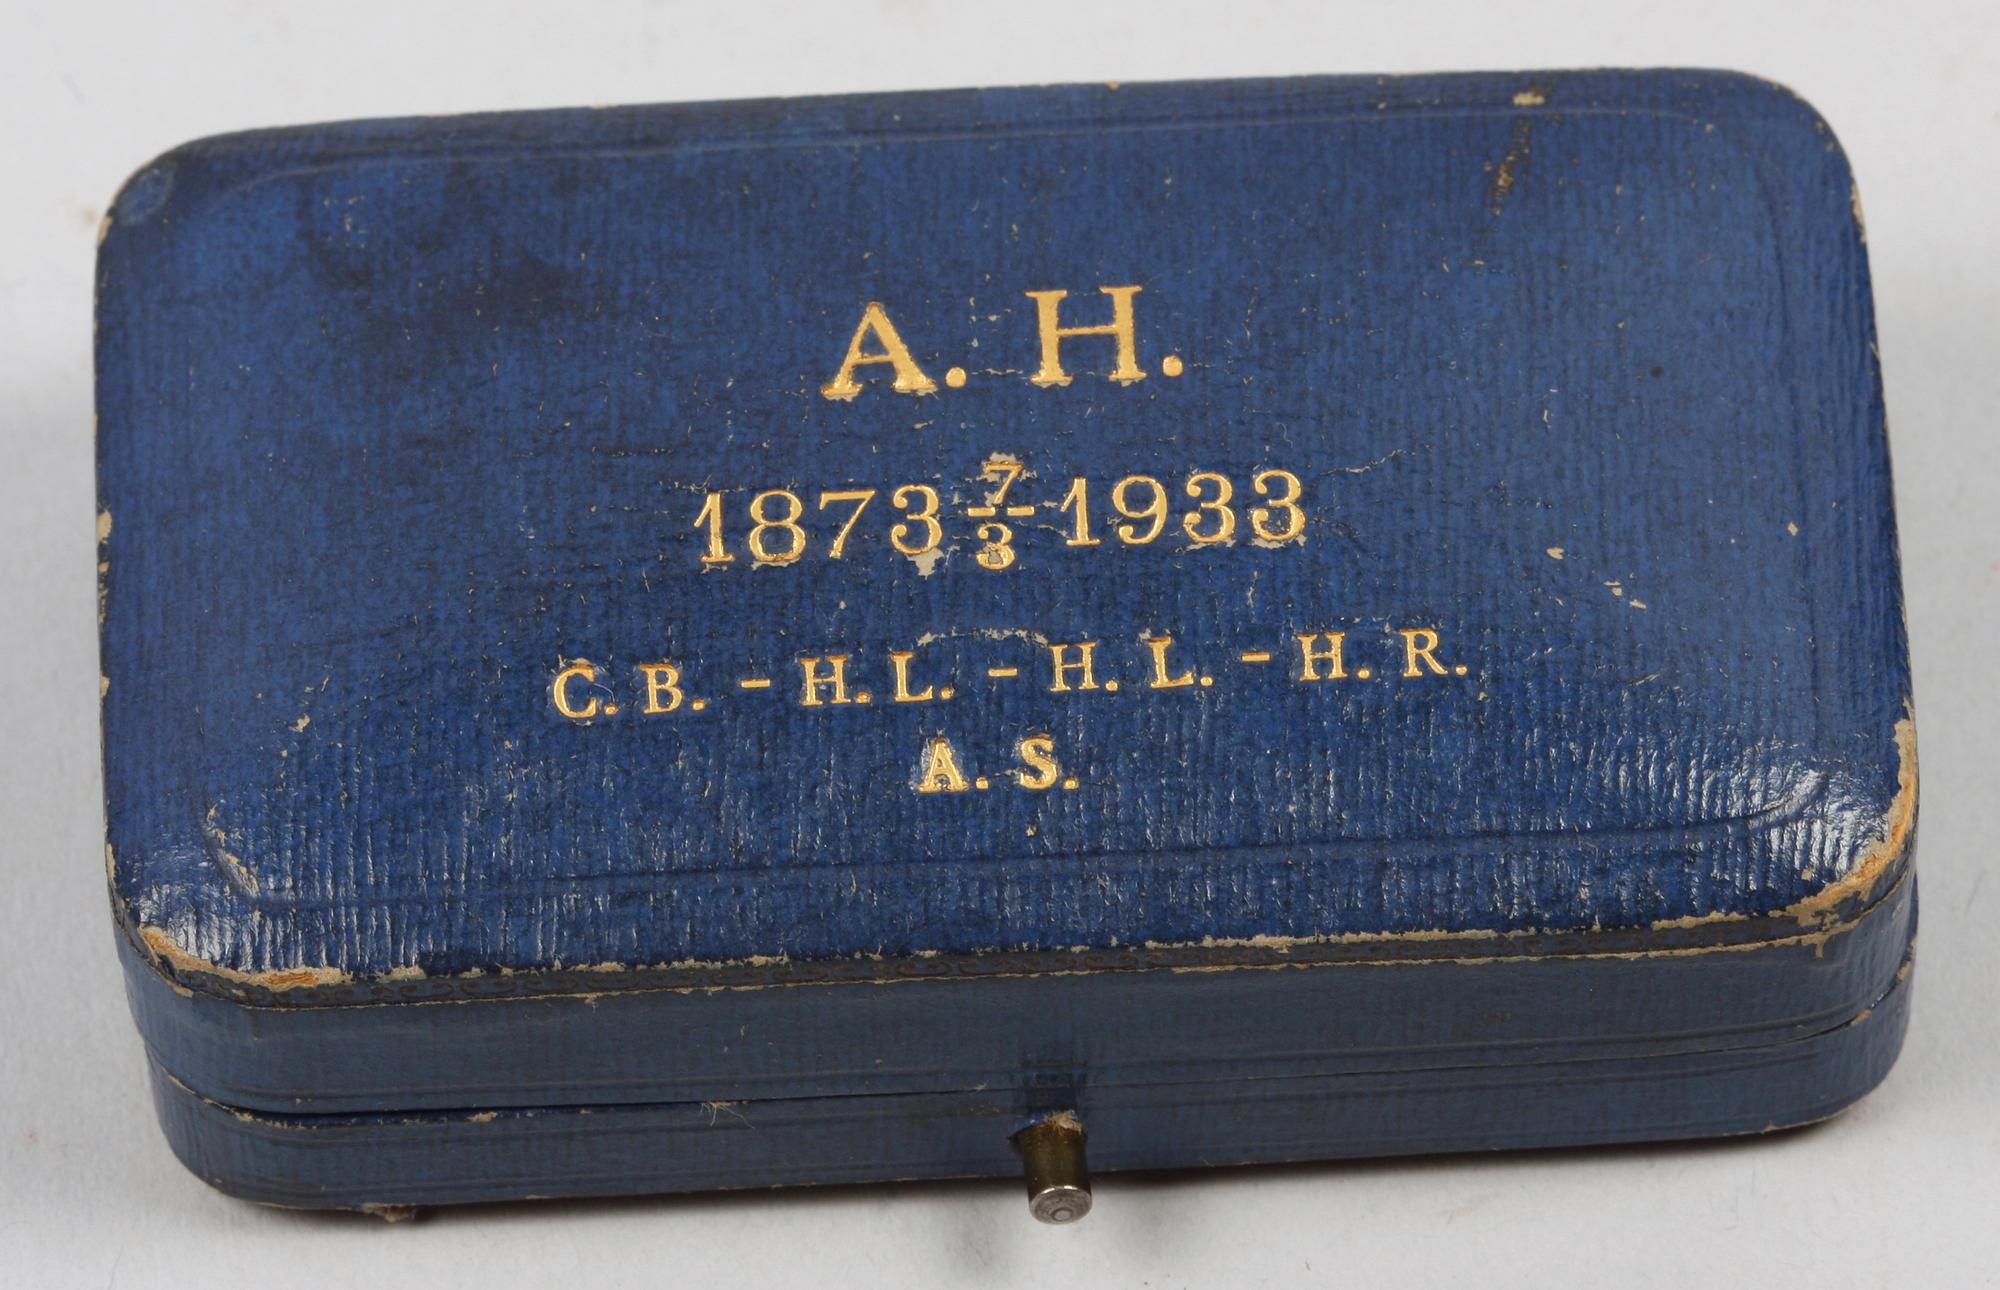 A. H.
1873 7/3 1933
C. B. - H. L. - H. L. - H. R.
A. S.